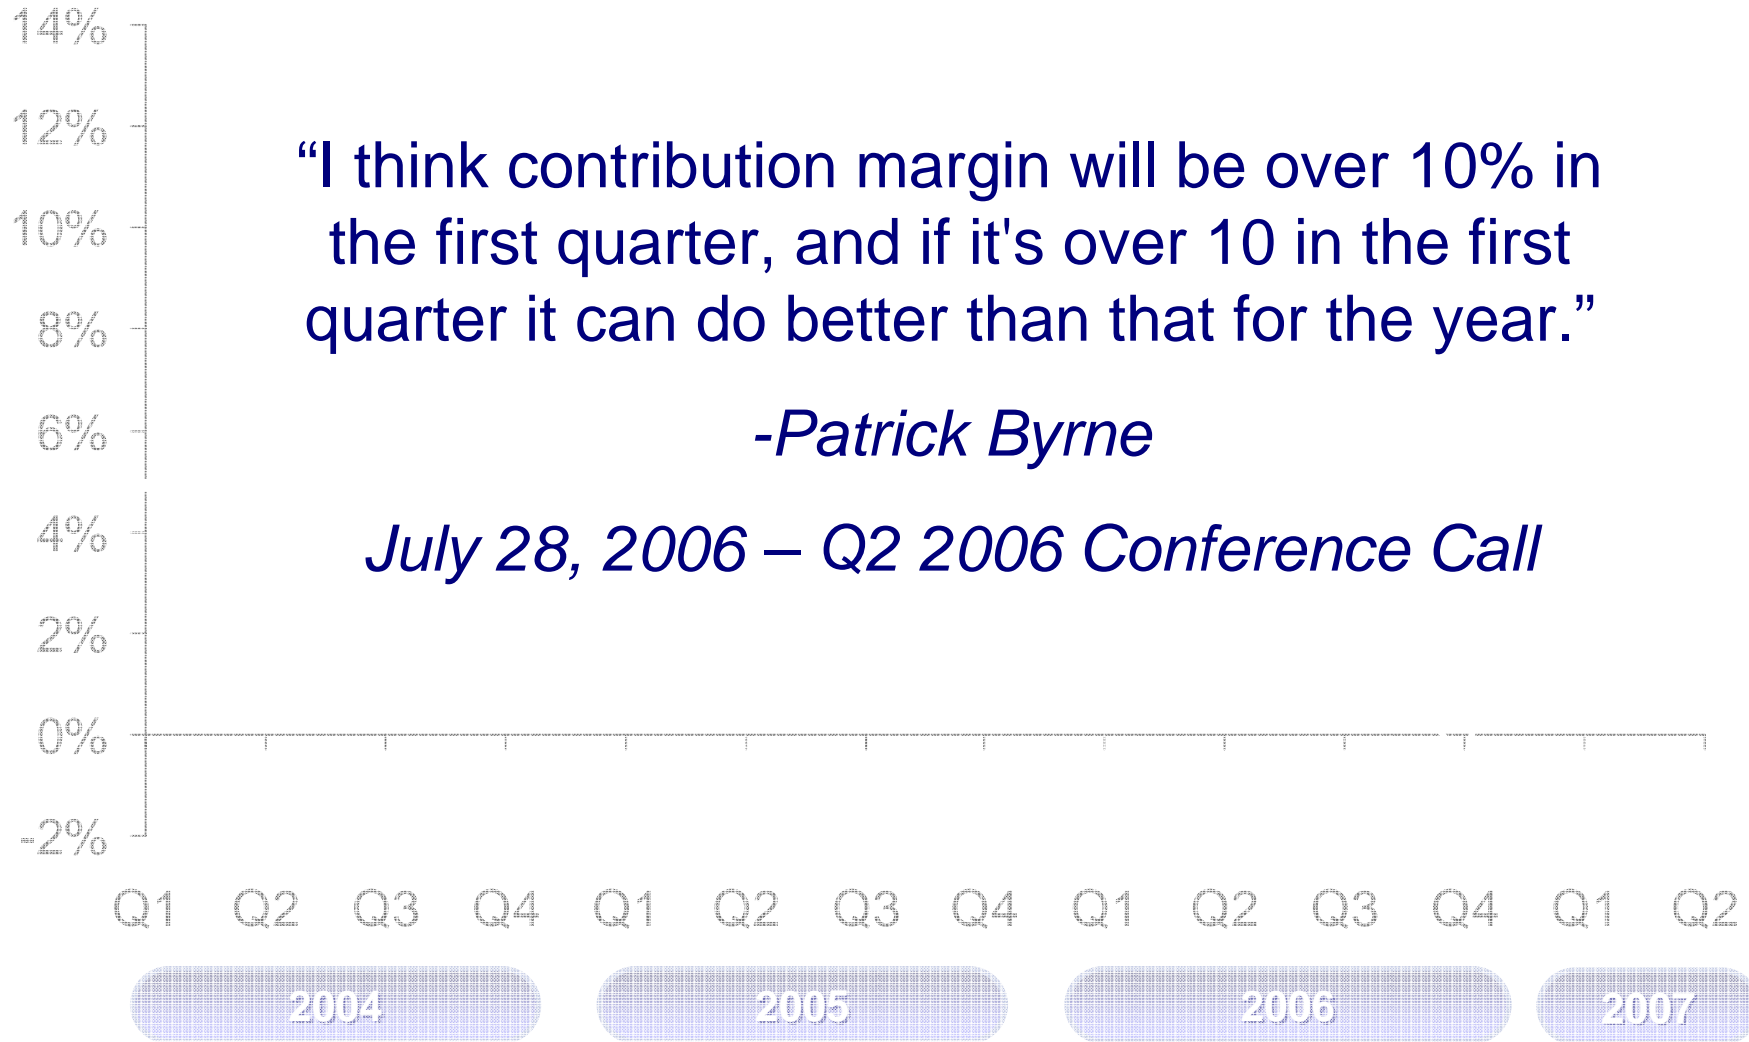 14%
12%
10%
8%
6%
4%
2%
0%
-2%
“I think contribution margin will be over 10% in
the first quarter, and if it's over 10 in the first
quarter it can do better than that for the year.”
-Patrick Byrne
July 28, 2006 – Q2 2006 Conference Call
Q1 Q2 Q3 Q4 Q1 Q2 Q3 Q4 Q1 Q2 Q3 Q4 Q1 Q2
2004 2005 2006 2007